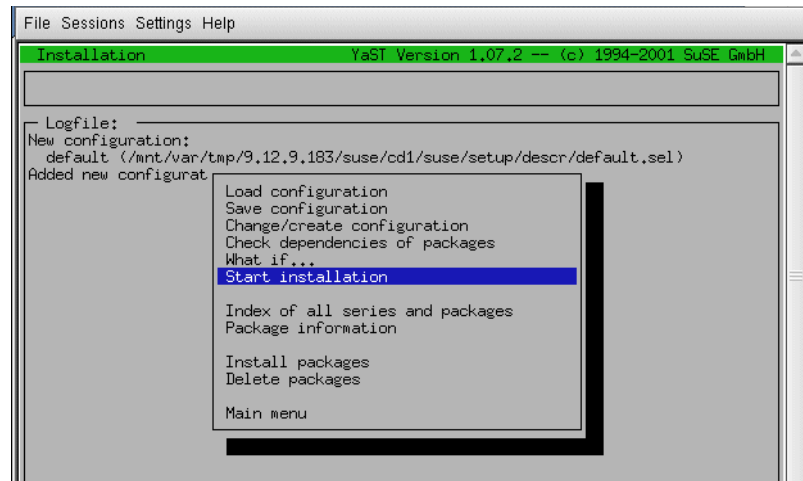 File Sessions Settings Help
Installation YaST Version 1.07.2 -- (c) 1994-2001 SuSE GmbH
Logfile:
New configuration:
default (/mnt/var/tmp/9.12.9.183/suse/cd1/suse/setup/descr/default.sel)
Added new configurat
Load configuration
Save configuration
Change/create configuration
Check dependencies of packages
What if...
Start installation
Index of all series and packages
Package information
Install packages
Delete packages
Main menu